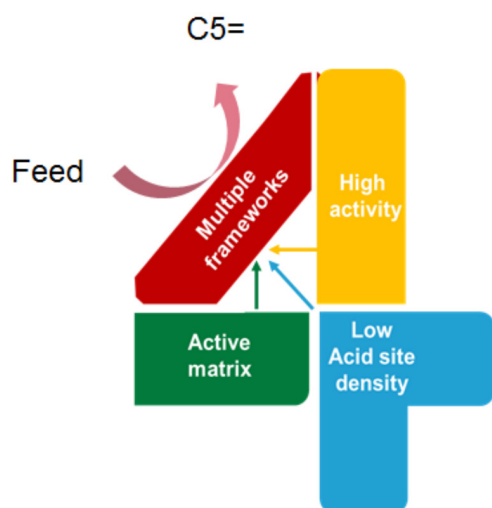 C5=
Feed
Multiple
frameworks
High
activity
Active
matrix
Low
Acid site
density